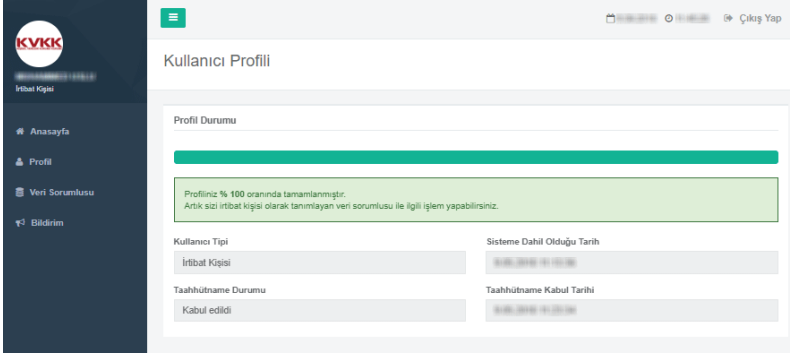 Çıkış Yap
KVKK
İrtibat Kişisi
Anasayfa
Profil
Veri Sorumlusu
Bildirim
Kullanıcı Profili
Profil Durumu
Profiliniz % 100 oranında tamamlanmıştır.
Artık sizi irtibat kişisi olarak tanımlayan veri sorumlusu ile ilgili işlem yapabilirsiniz.
Kullanıcı Tipi
İrtibat Kişisi
Sisteme Dahil Olduğu Tarih
Taahhütname Durumu
Kabul edildi
Taahhütname Kabul Tarihi